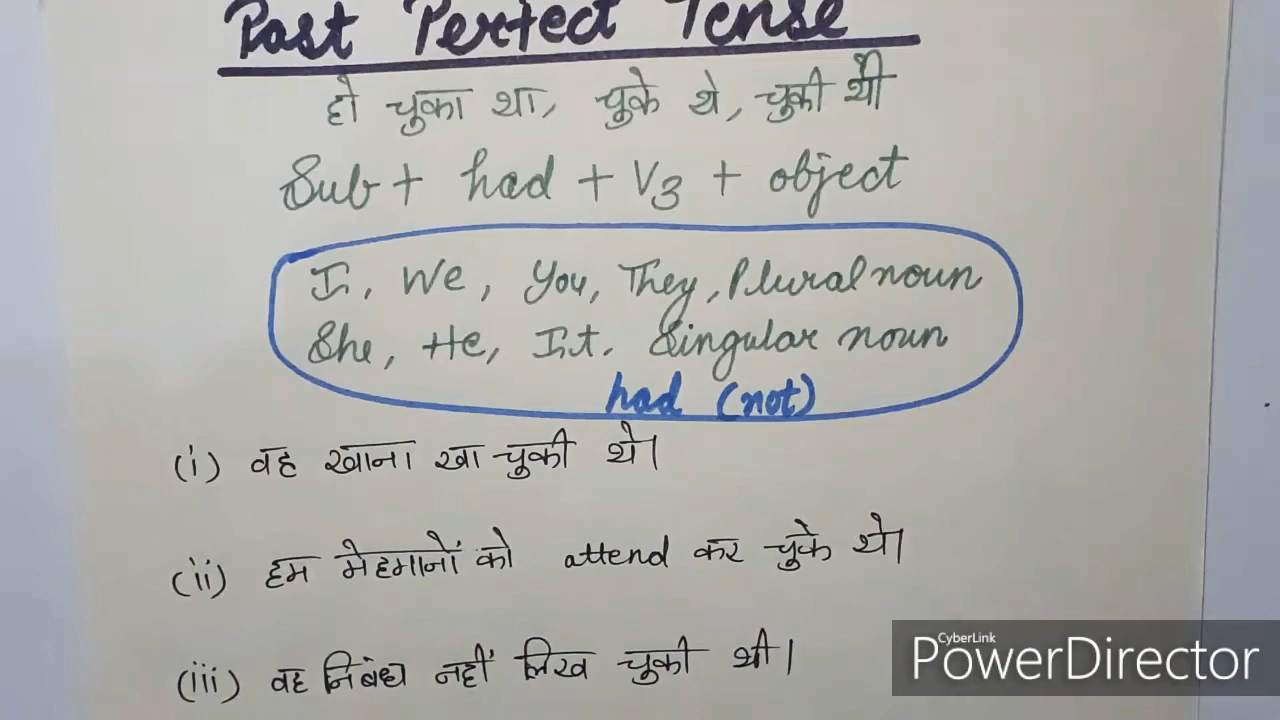 Past Perfect Tense
हो चुका था, चुके थे, चुकी थी
Sub + had + V3 + object
I, We, You, They, Plural noun
She, He, It. Singular noun
had (not)
(i) वह खाना खा चुकी थे।
(ii) हम मेहमानों को attend कर चुके थे।
(iii) वह निबंध नहीं लिख चुकी थी।
CyberLink
PowerDirector